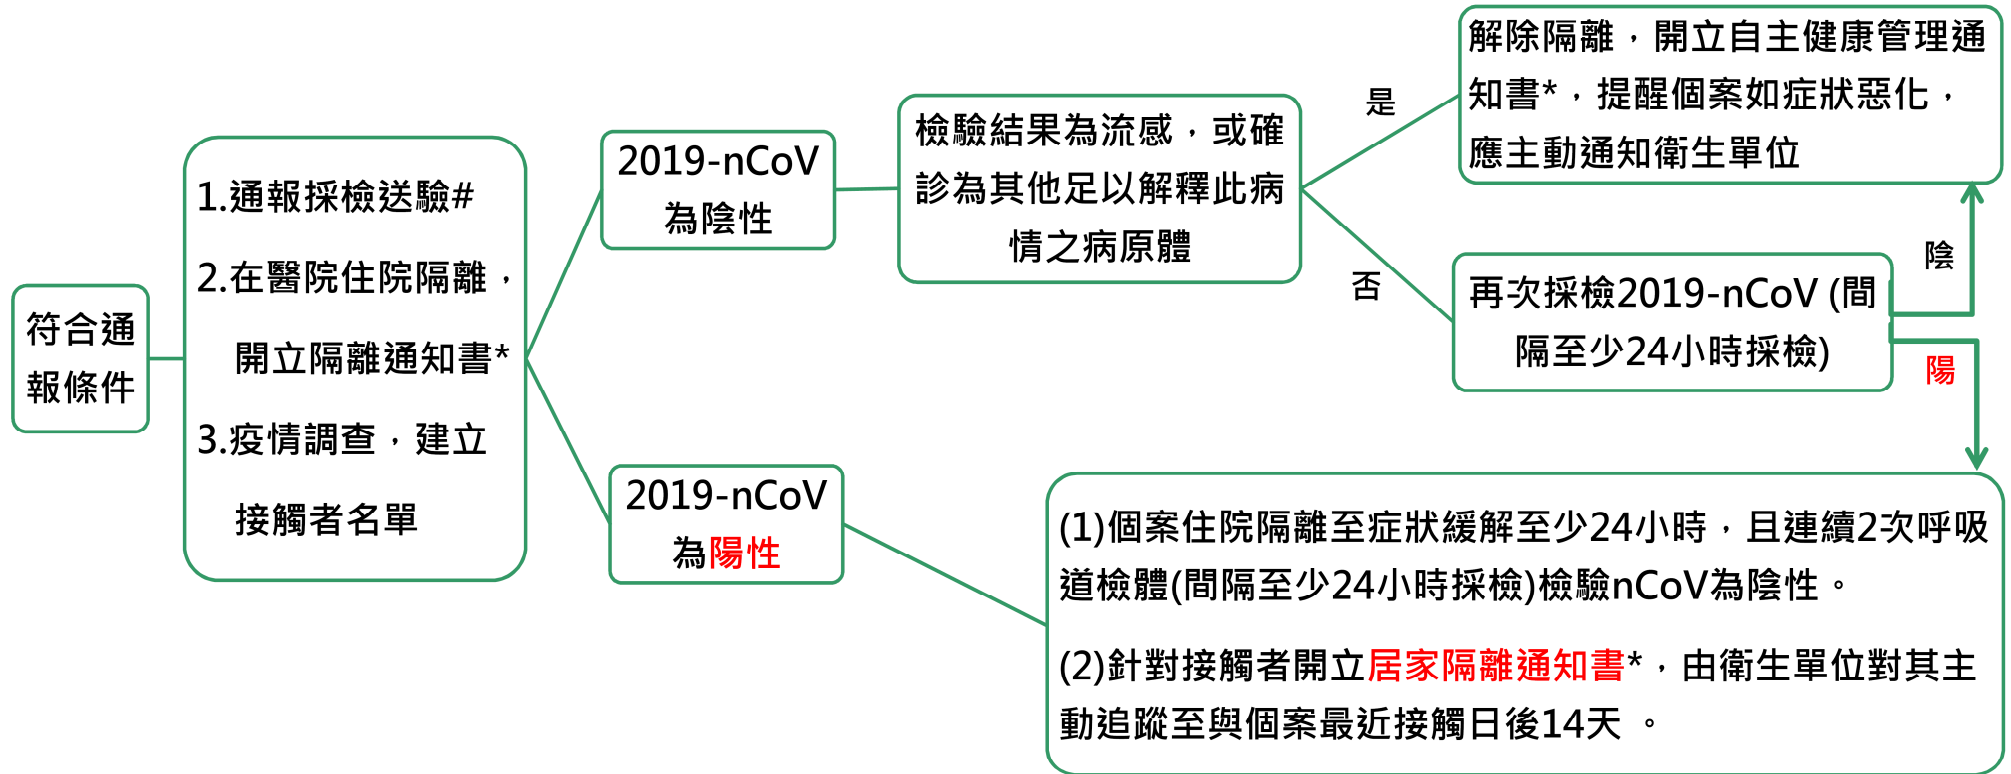 符合通
報條件
1.通報採檢送驗#
2.在醫院住院隔離，
開立隔離通知書*
3.疫情調查，建立
接觸者名單
2019-nCoV
為陰性
檢驗結果為流感，或確
診為其他足以解釋此病
情之病原體
是
解除隔離，開立自主健康管理通
知書*，提醒個案如症狀惡化，
應主動通知衛生單位
否
再次採檢2019-nCoV (間
隔至少24小時採檢)
陰
陽
2019-nCoV
為陽性
(1)個案住院隔離至症狀緩解至少24小時，且連續2次呼吸
道檢體(間隔至少24小時採檢)檢驗nCoV為陰性。
(2)針對接觸者開立居家隔離通知書*，由衛生單位對其主
動追蹤至與個案最近接觸日後14天 。